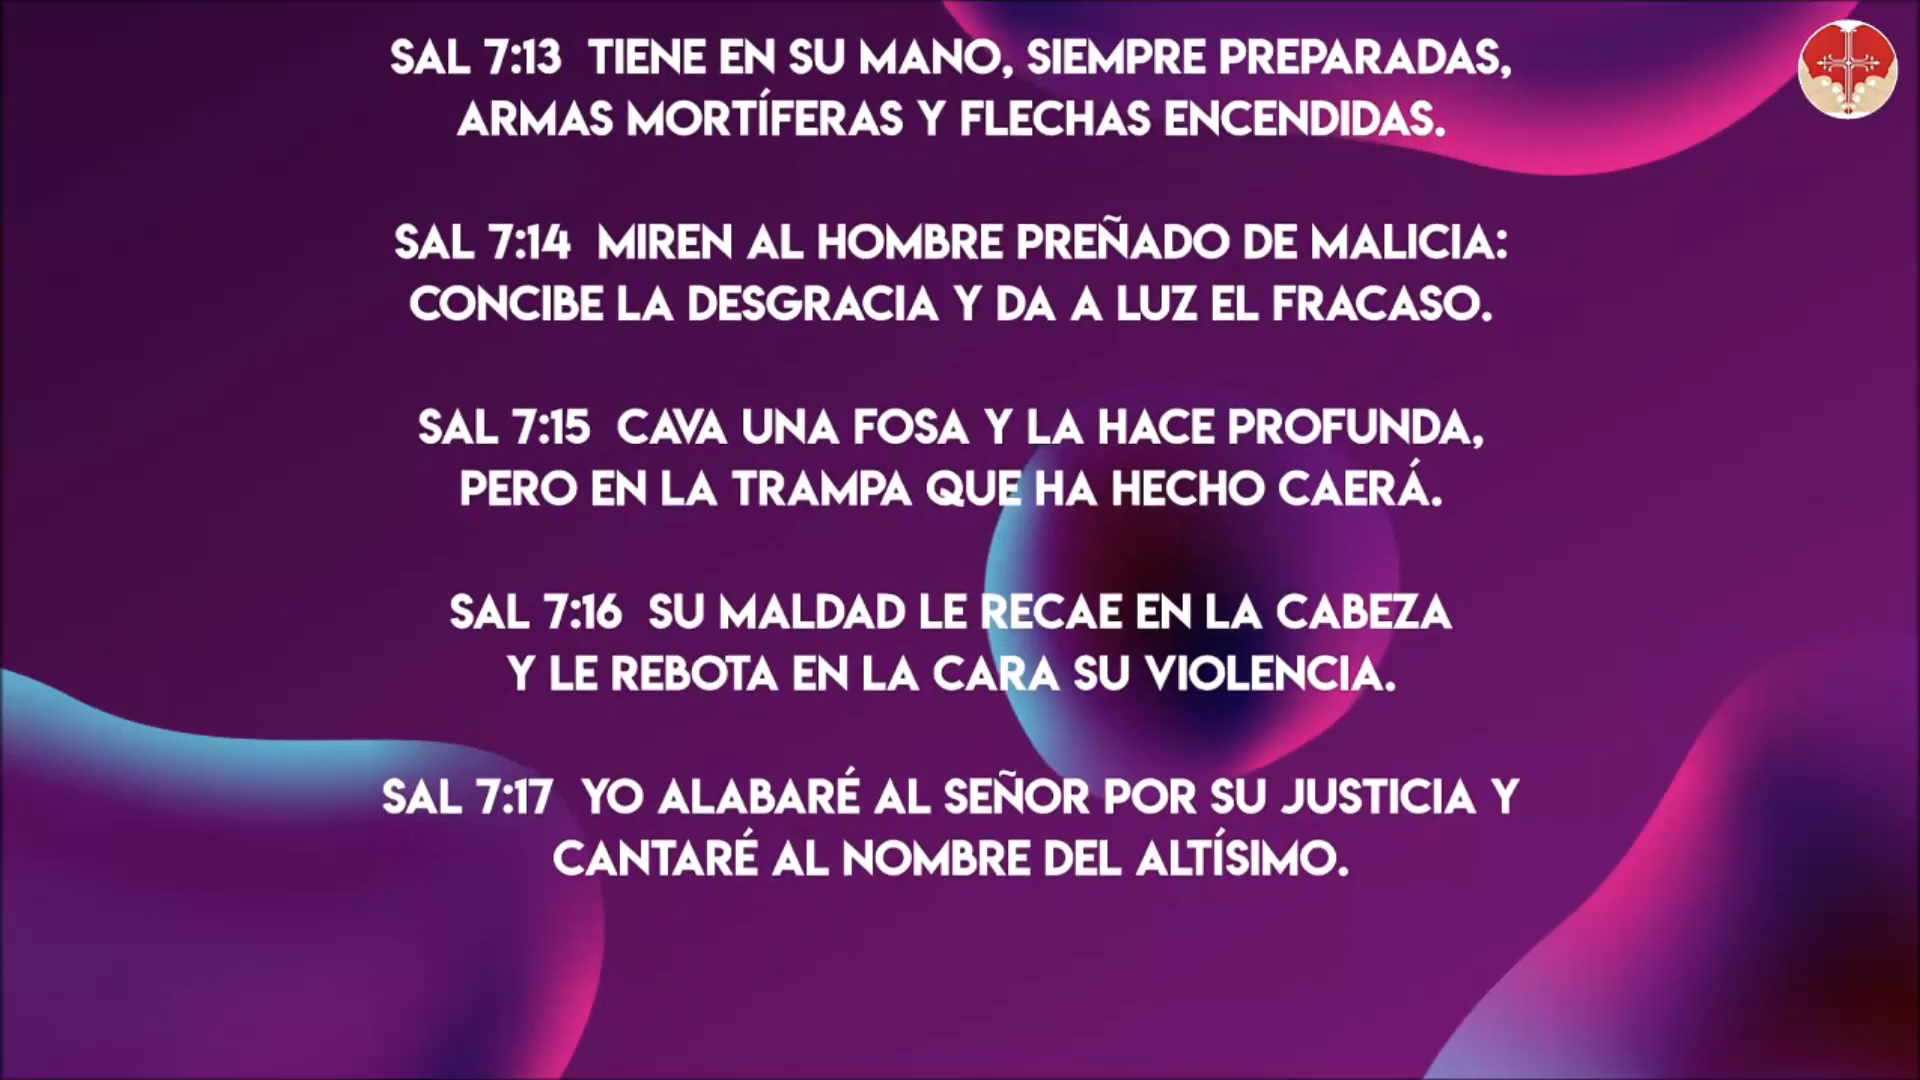 SAL 7:13 TIENE EN SU MANO, SIEMPRE PREPARADAS,
ARMAS MORTÍFERAS Y FLECHAS ENCENDIDAS.
SAL 7:14 MIREN AL HOMBRE PREÑADO DE MALICIA:
CONCIBE LA DESGRACIA Y DA A LUZ EL FRACASO.
SAL 7:15 CAVA UNA FOSA Y LA HACE PROFUNDA,
PERO EN LA TRAMPA QUE HA HECHO CAERÁ.
SAL 7:16 SU MALDAD LE RECAE EN LA CABEZA
Y LE REBOTA EN LA CARA SU VIOLENCIA.
SAL 7:17 YO ALABARÉ AL SEÑOR POR SU JUSTICIA Y
CANTARÉ AL NOMBRE DEL ALTÍSIMO.